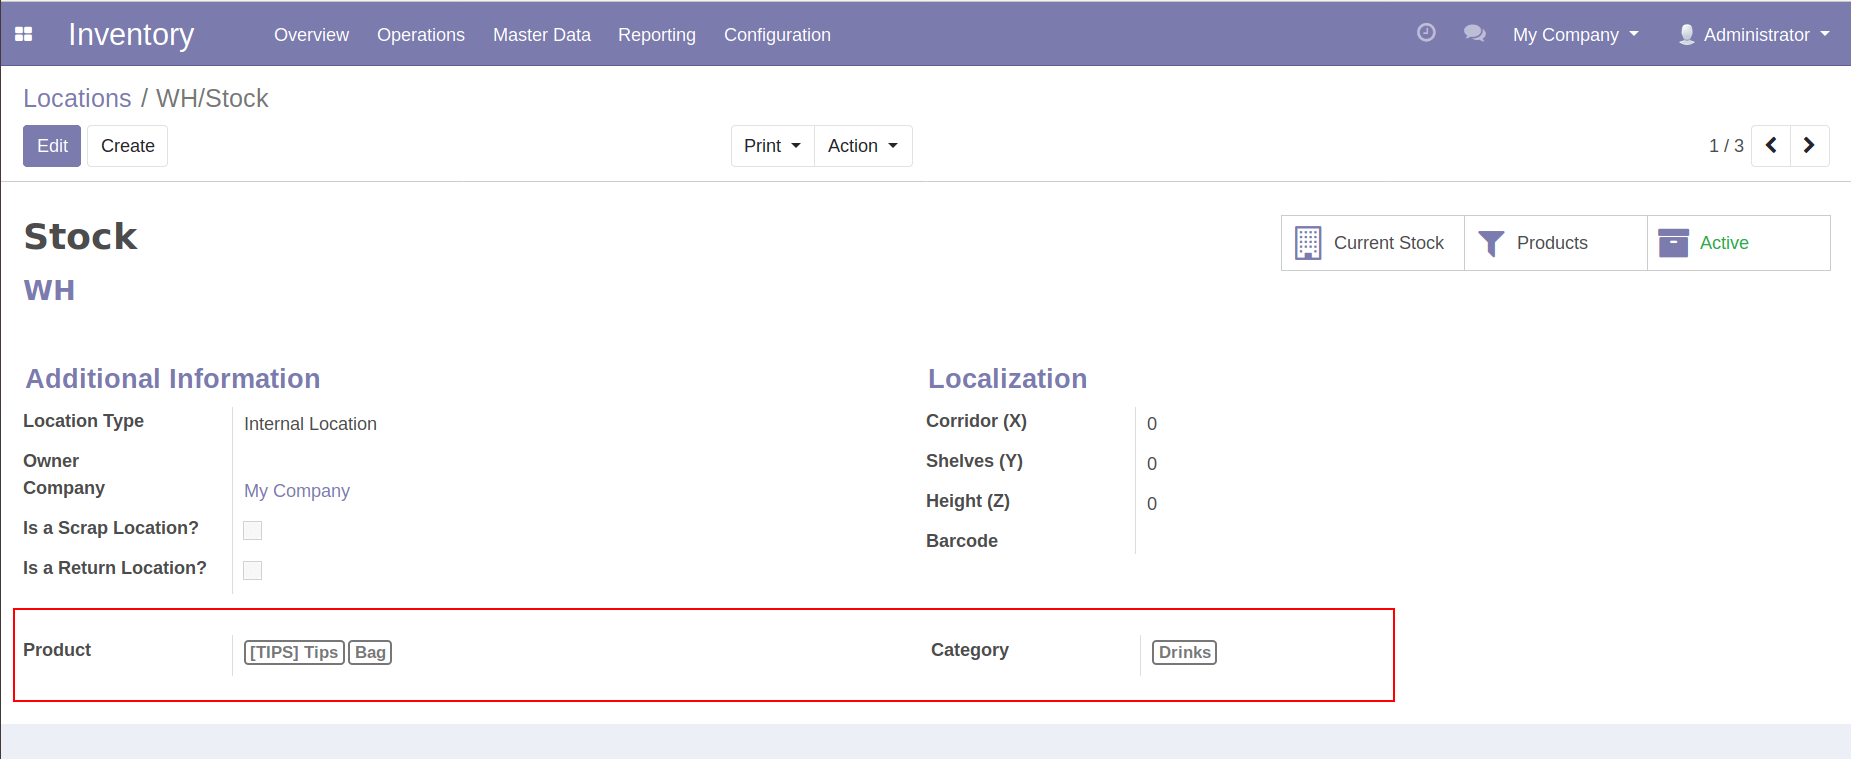 Inventory Overview Operations Master Data Reporting Configuration My Company Administrator
Locations / WH/Stock
Edit Create Print Action 1 / 3
Stock
Current Stock Products Active
WH
Additional Information Localization
Location Type Internal Location Corridor (X) 0
Owner Shelves (Y) 0
Company My Company Height (Z) 0
Is a Scrap Location? Barcode
Is a Return Location?
Product [TIPS] Tips Bag Category Drinks